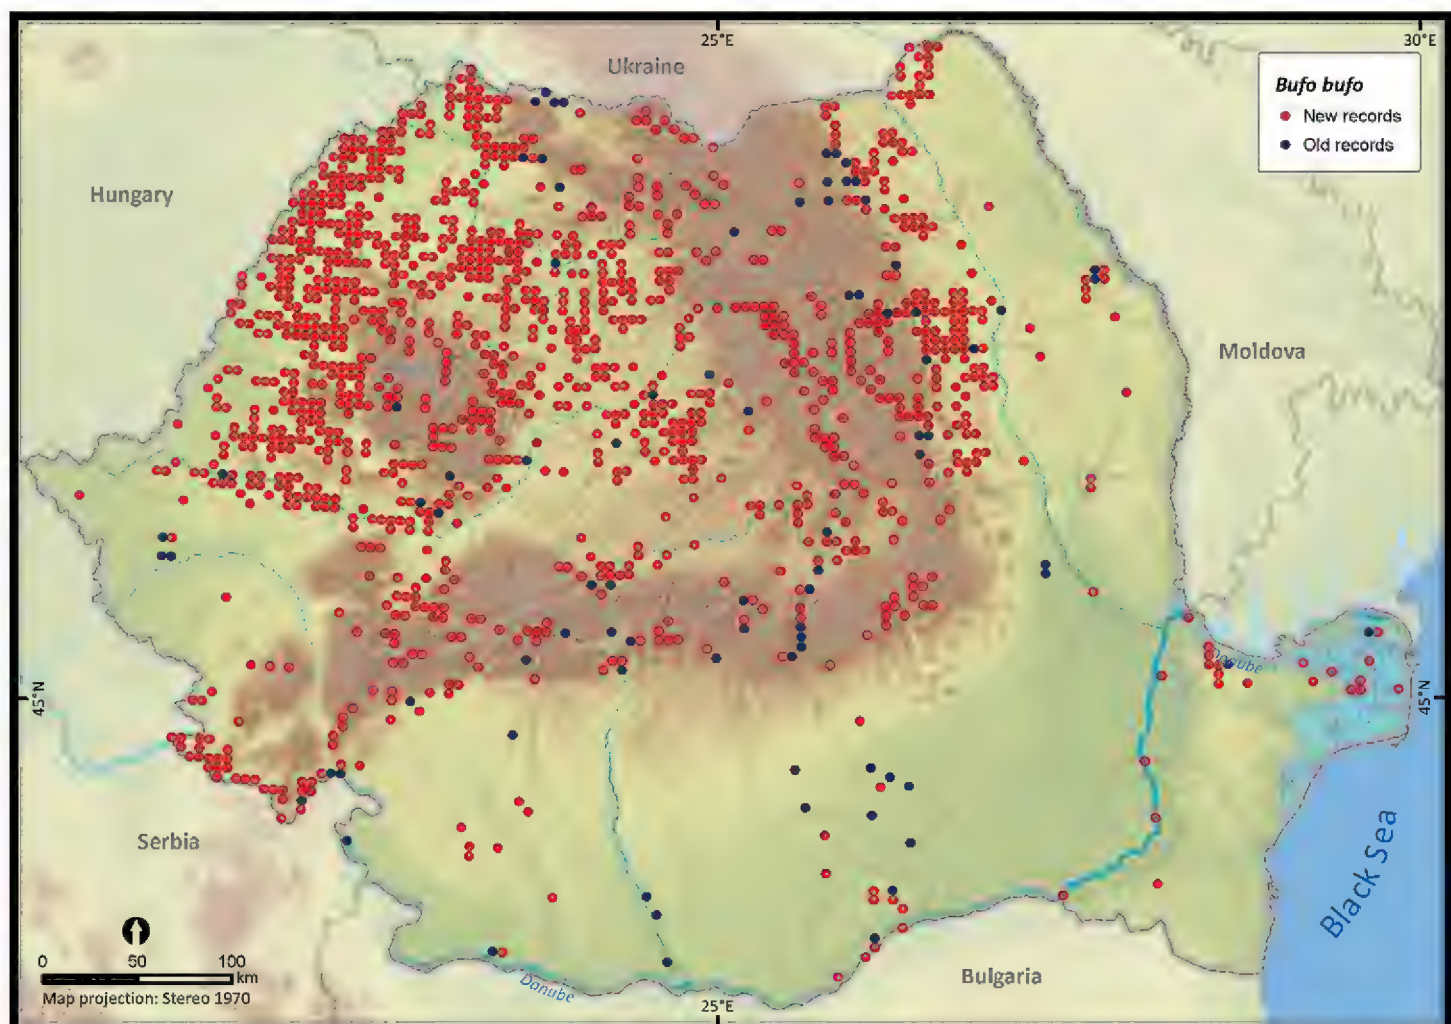 25°E
30°E
Ukraine
Bufo bufo
New records
Old records
Hungary
Moldova
Danube
45°N
45°N
Serbia
Black Sea
0 50 100
km
Map projection: Stereo 1970
Danube
Bulgaria
25°E